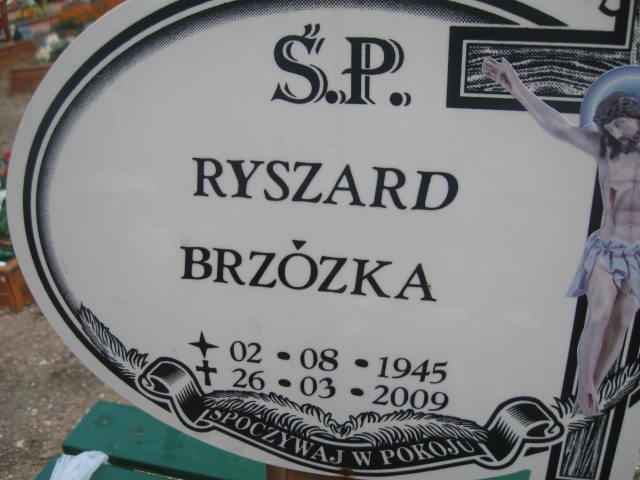 Ś.P.
RYSZARD
BRZÓZKA
02 • 08 • 1945
26 • 03 • 2009
SPOCZYWAJ W POKOJU